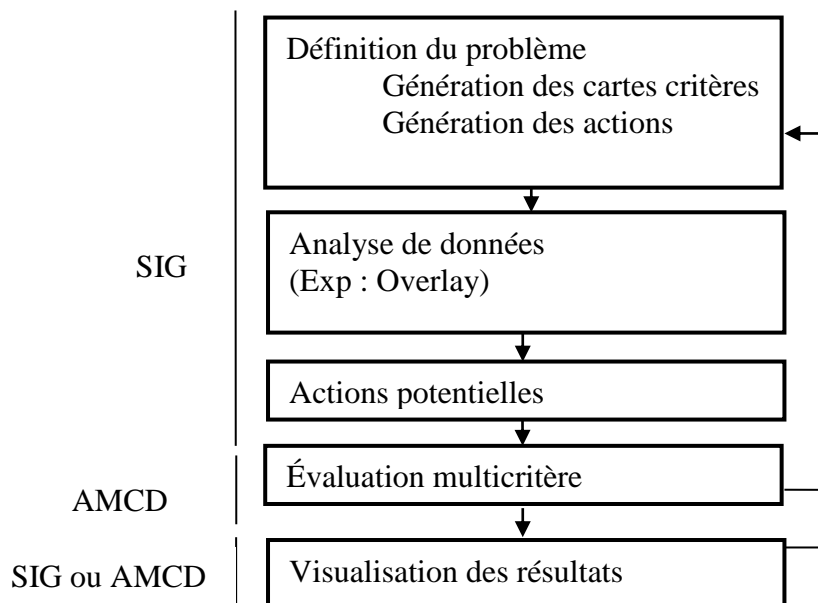 Définition du problème
Génération des cartes critères
Génération des actions
SIG
Analyse de données
(Exp : Overlay)
Actions potentielles
AMCD
Évaluation multicritère
SIG ou AMCD
Visualisation des résultats